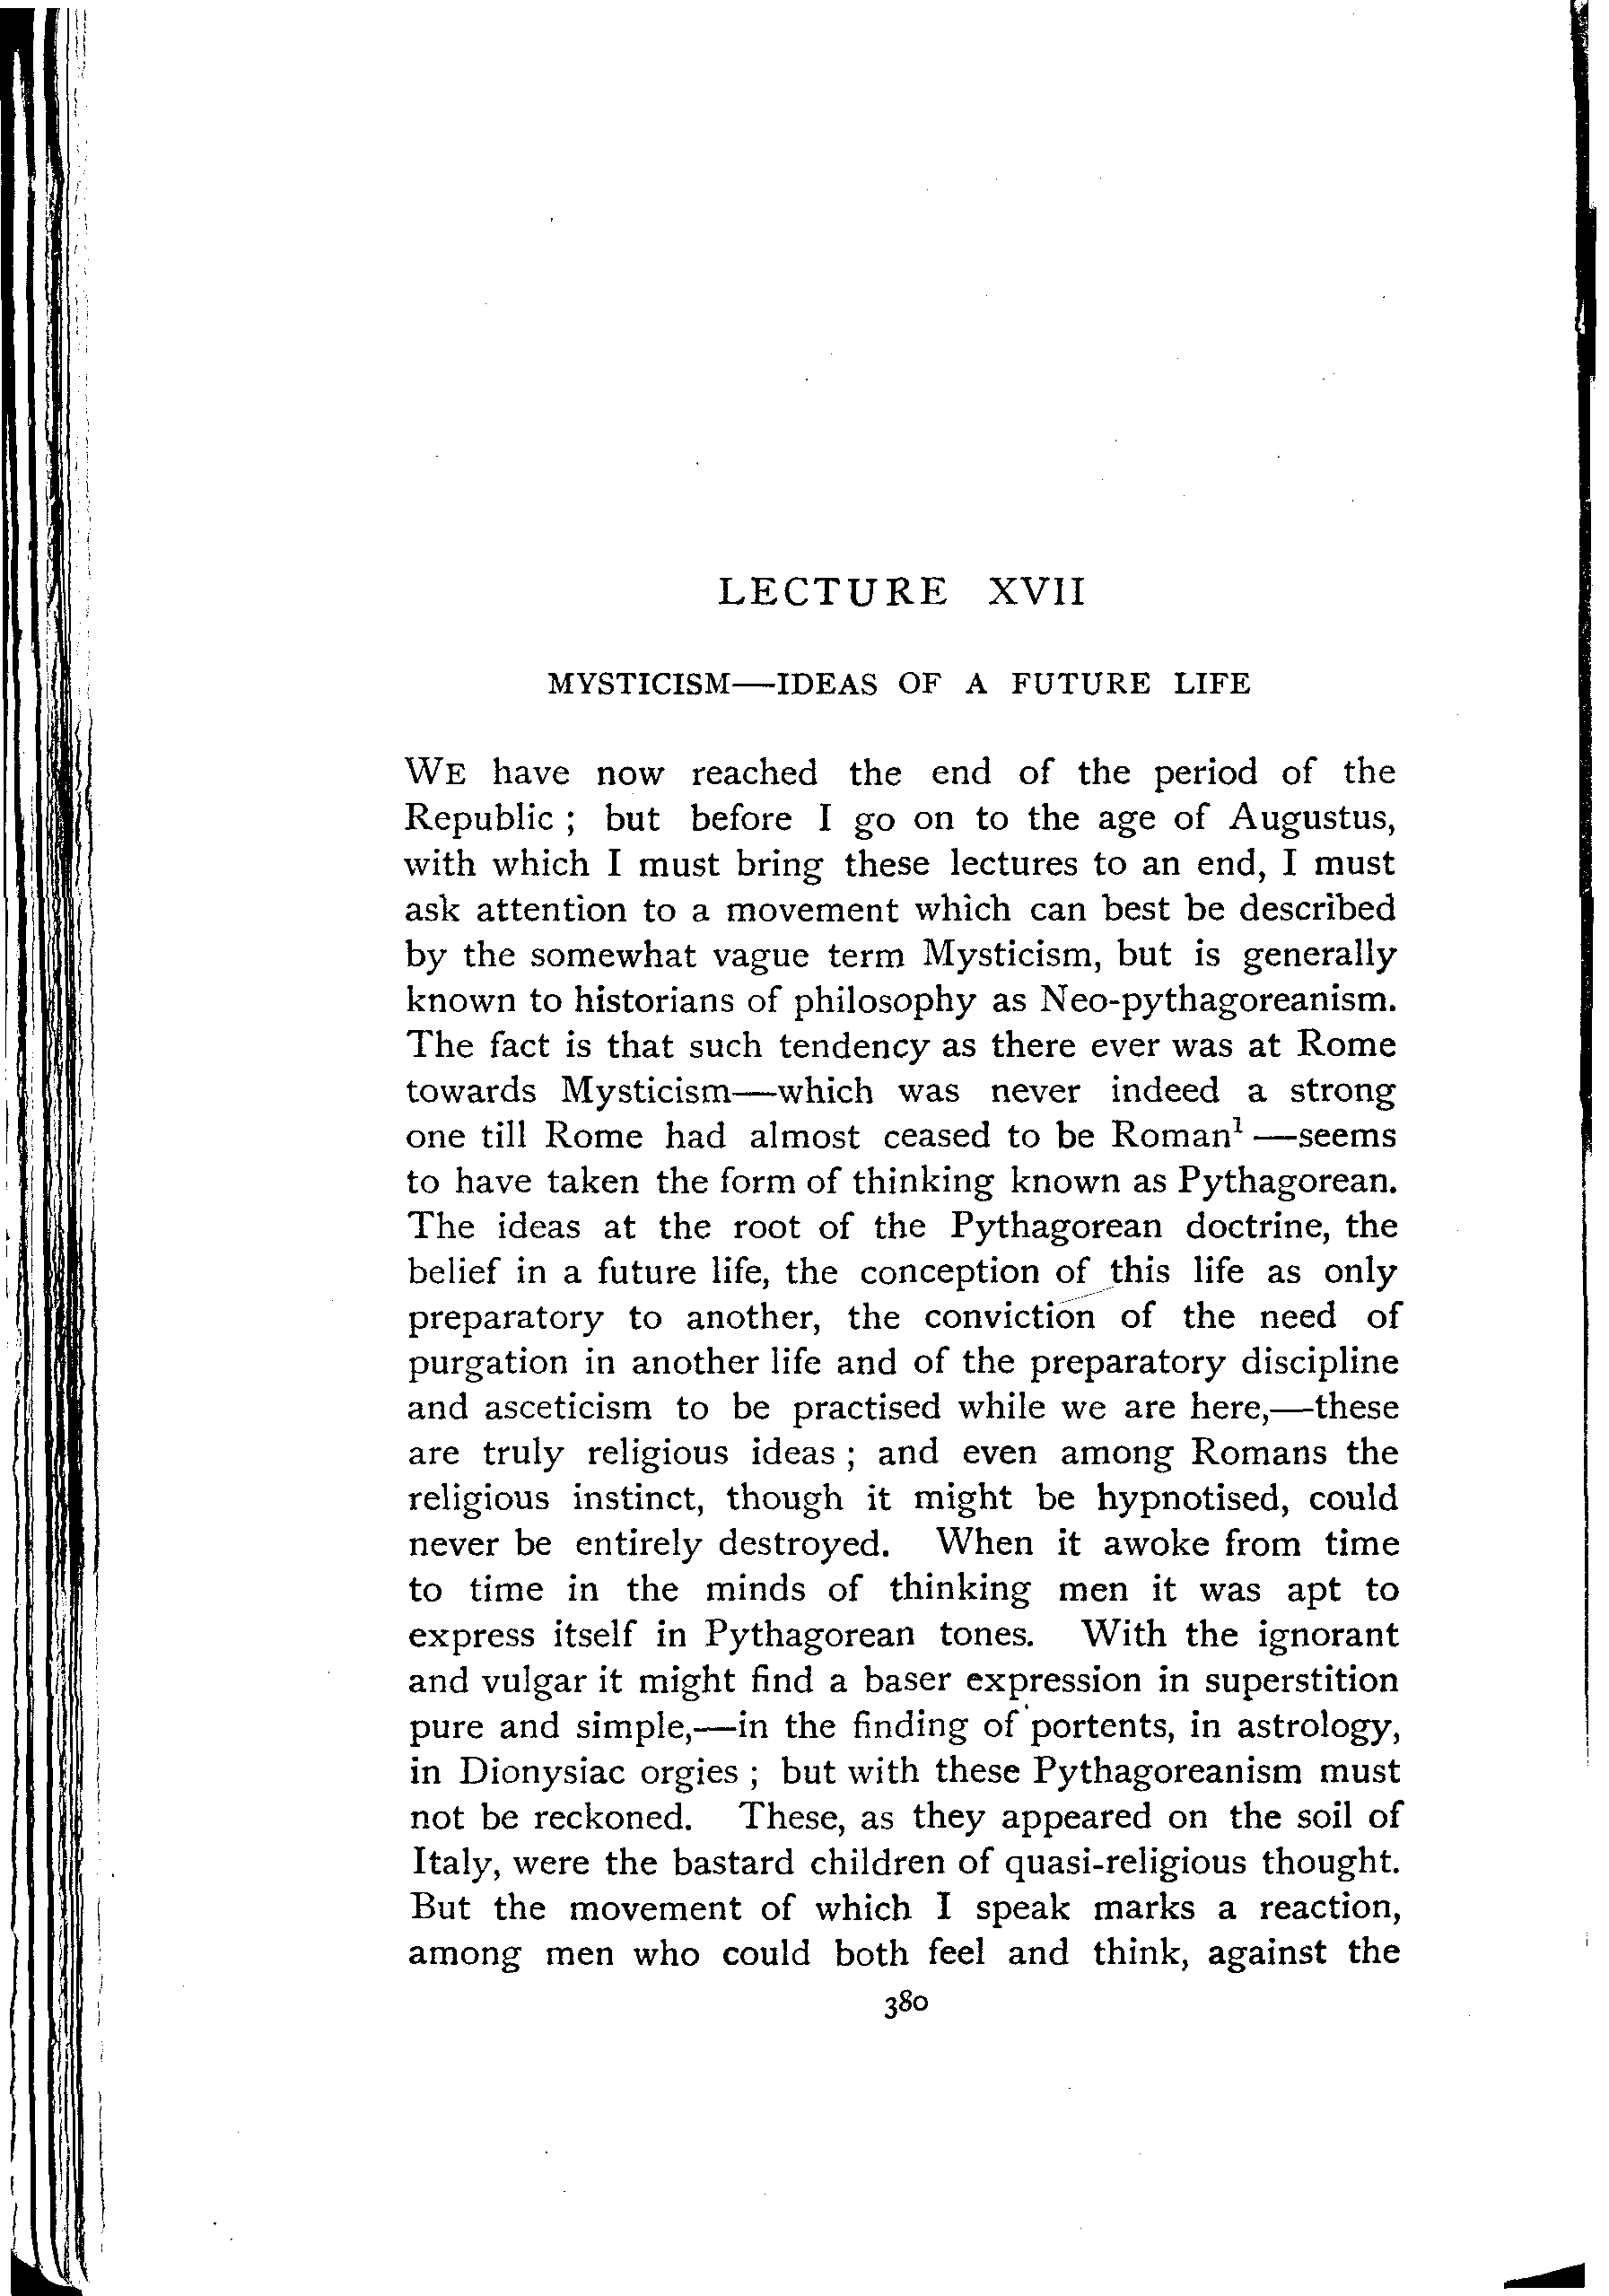 LECTURE XVII
MYSTICISM—IDEAS OF A FUTURE LIFE
WE have now reached the end of the period of the
Republic ; but before I go on to the age of Augustus,
with which I must bring these lectures to an end, I must
ask attention to a movement which can best be described
by the somewhat vague term Mysticism, but is generally
known to historians of philosophy as Neo-pythagoreanism.
The fact is that such tendency as there ever was at Rome
towards Mysticism—which was never indeed a strong
one till Rome had almost ceased to be Roman¹ —seems
to have taken the form of thinking known as Pythagorean.
The ideas at the root of the Pythagorean doctrine, the
belief in a future life, the conception of this life as only
preparatory to another, the conviction of the need of
purgation in another life and of the preparatory discipline
and asceticism to be practised while we are here,—these
are truly religious ideas ; and even among Romans the
religious instinct, though it might be hypnotised, could
never be entirely destroyed. When it awoke from time
to time in the minds of thinking men it was apt to
express itself in Pythagorean tones. With the ignorant
and vulgar it might find a baser expression in superstition
pure and simple,—in the finding of portents, in astrology,
in Dionysiac orgies ; but with these Pythagoreanism must
not be reckoned. These, as they appeared on the soil of
Italy, were the bastard children of quasi-religious thought.
But the movement of which I speak marks a reaction,
among men who could both feel and think, against the
380